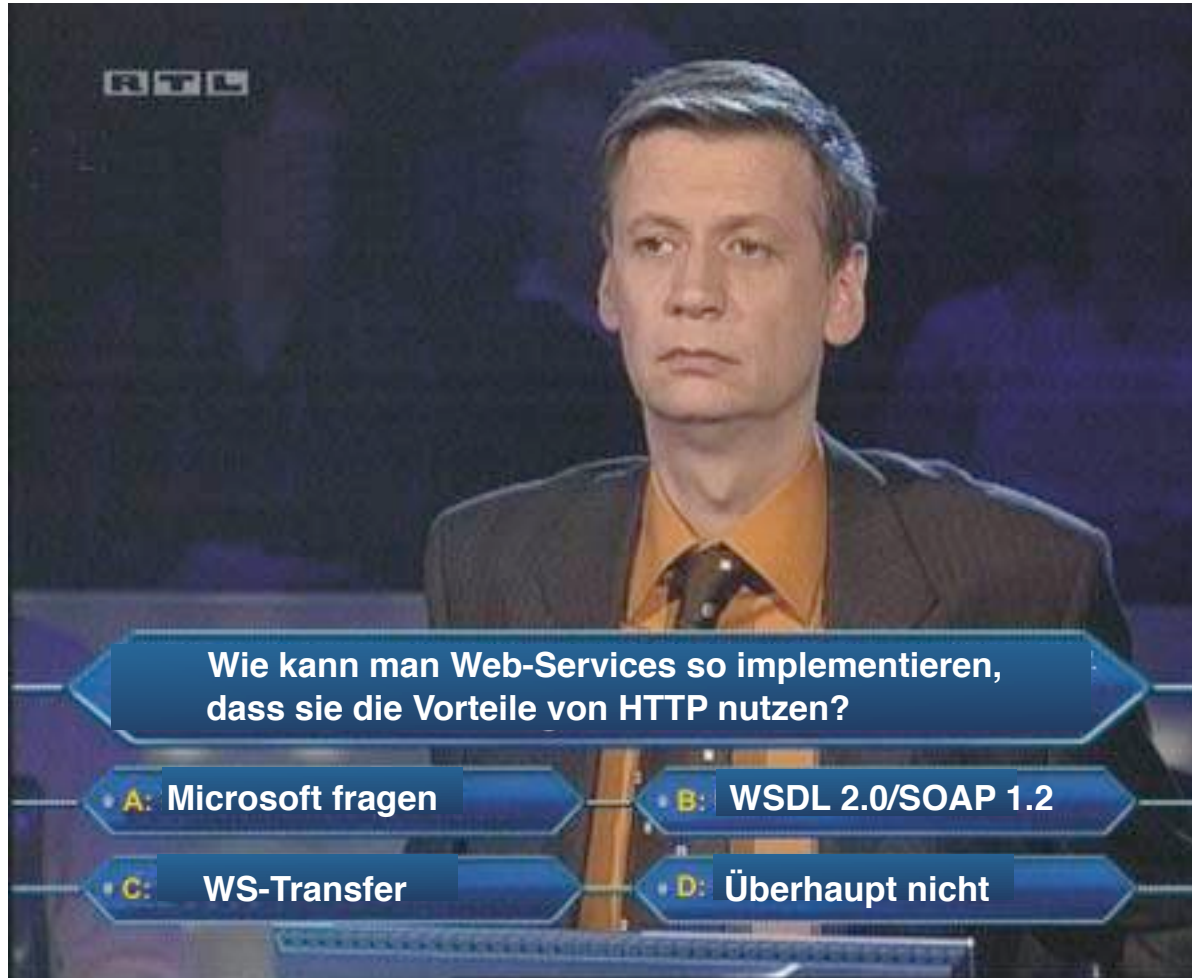 RTL
Wie kann man Web-Services so implementieren,
dass sie die Vorteile von HTTP nutzen?
A: Microsoft fragen
B: WSDL 2.0/SOAP 1.2
C: WS-Transfer
D: Überhaupt nicht